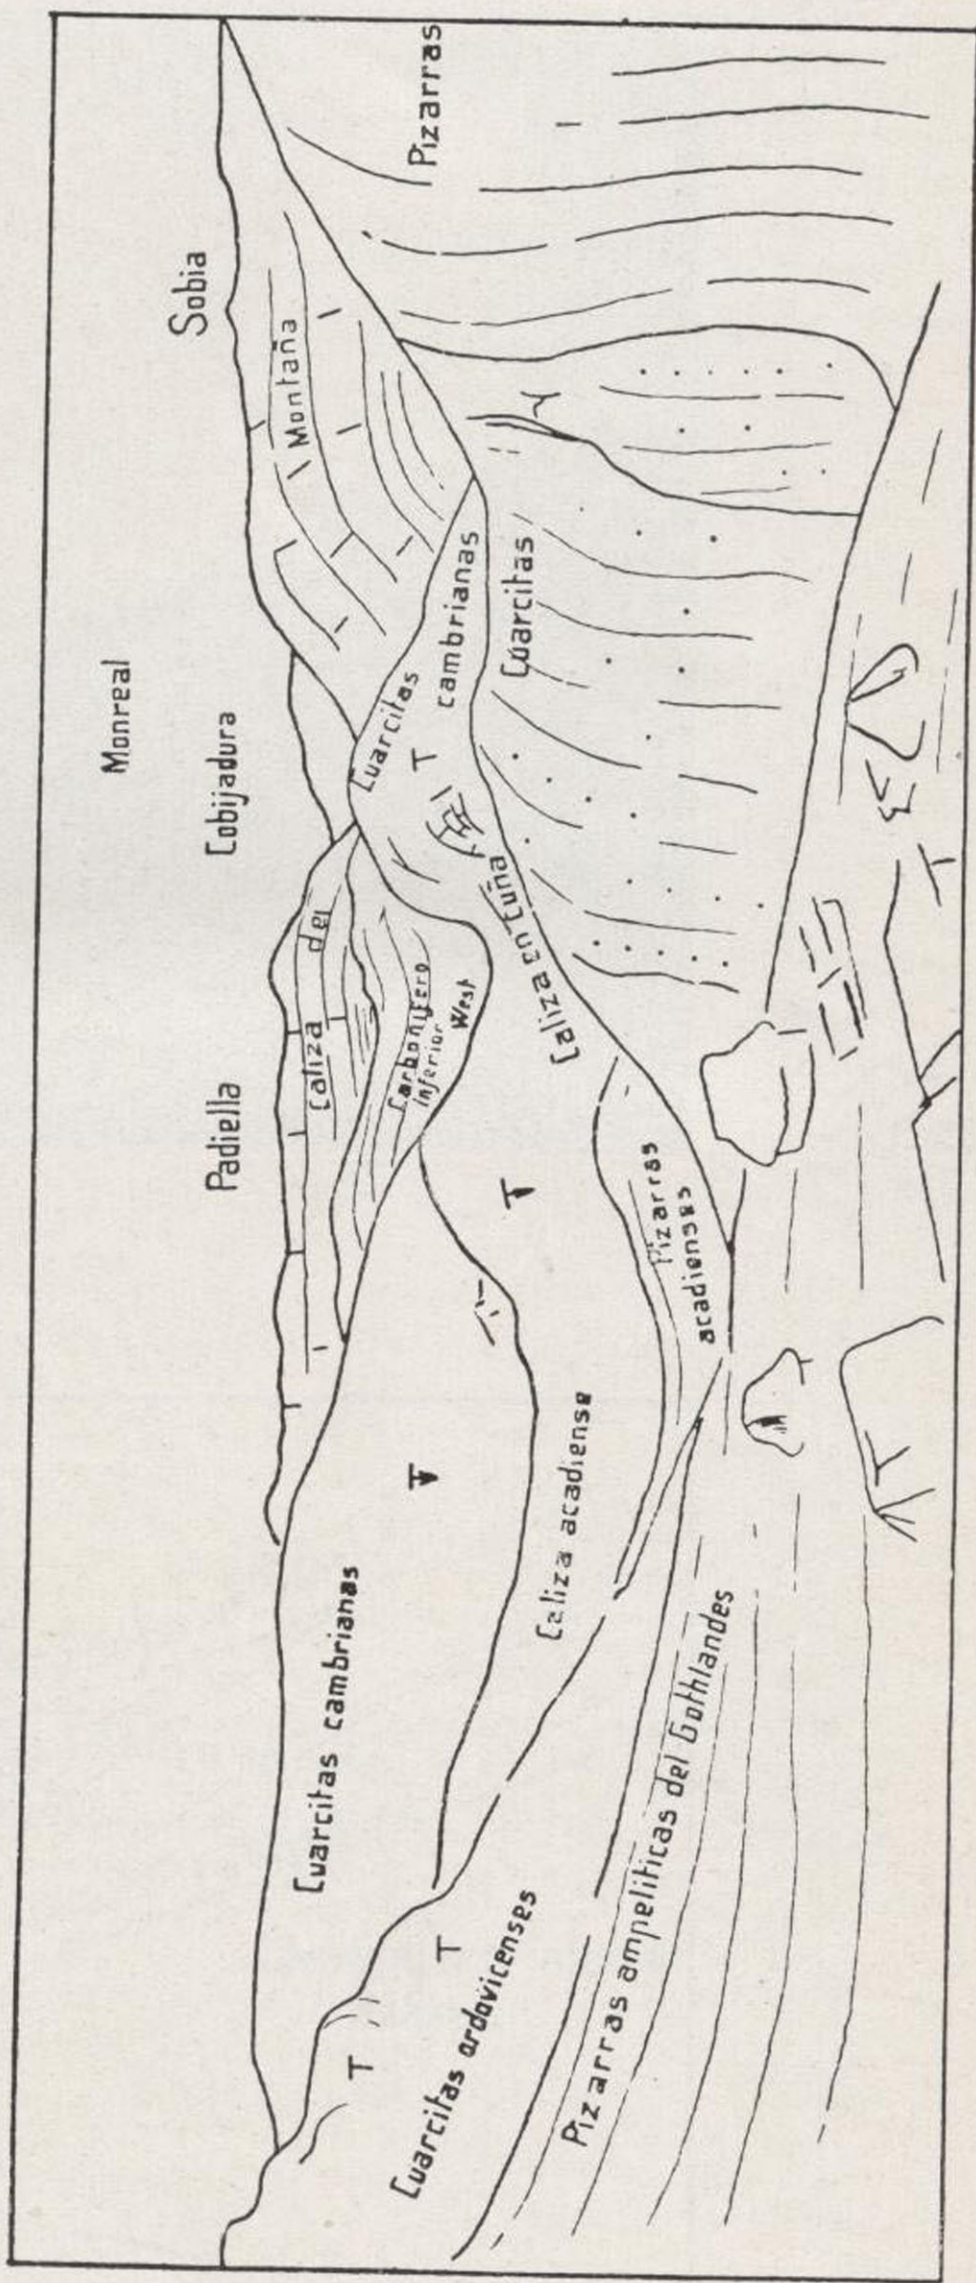 Monreal
Padiella
Cobijadura
Sobia
Caliza del
Montaña
Carbonífero
inferior
West
Cuarcitas
cambrianas
Cuarcitas cambrianas
Pizarras
Cuarcitas
Caliza en cuña
Caliza acadiense
Pizarras
acadienses
Cuarcitas ordovicenses
Pizarras ampeliticas del Gothlandes